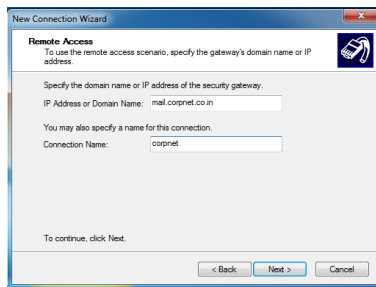 New Connection Wizard
Remote Access
To use the remote access scenario, specify the gateway's domain name or IP
address.
Specify the domain name or IP address of the security gateway.
IP Address or Domain Name: mail.corpnet.co.in
You may also specify a name for this connection.
Connection Name: corpnet
To continue, click Next.
< Back Next > Cancel